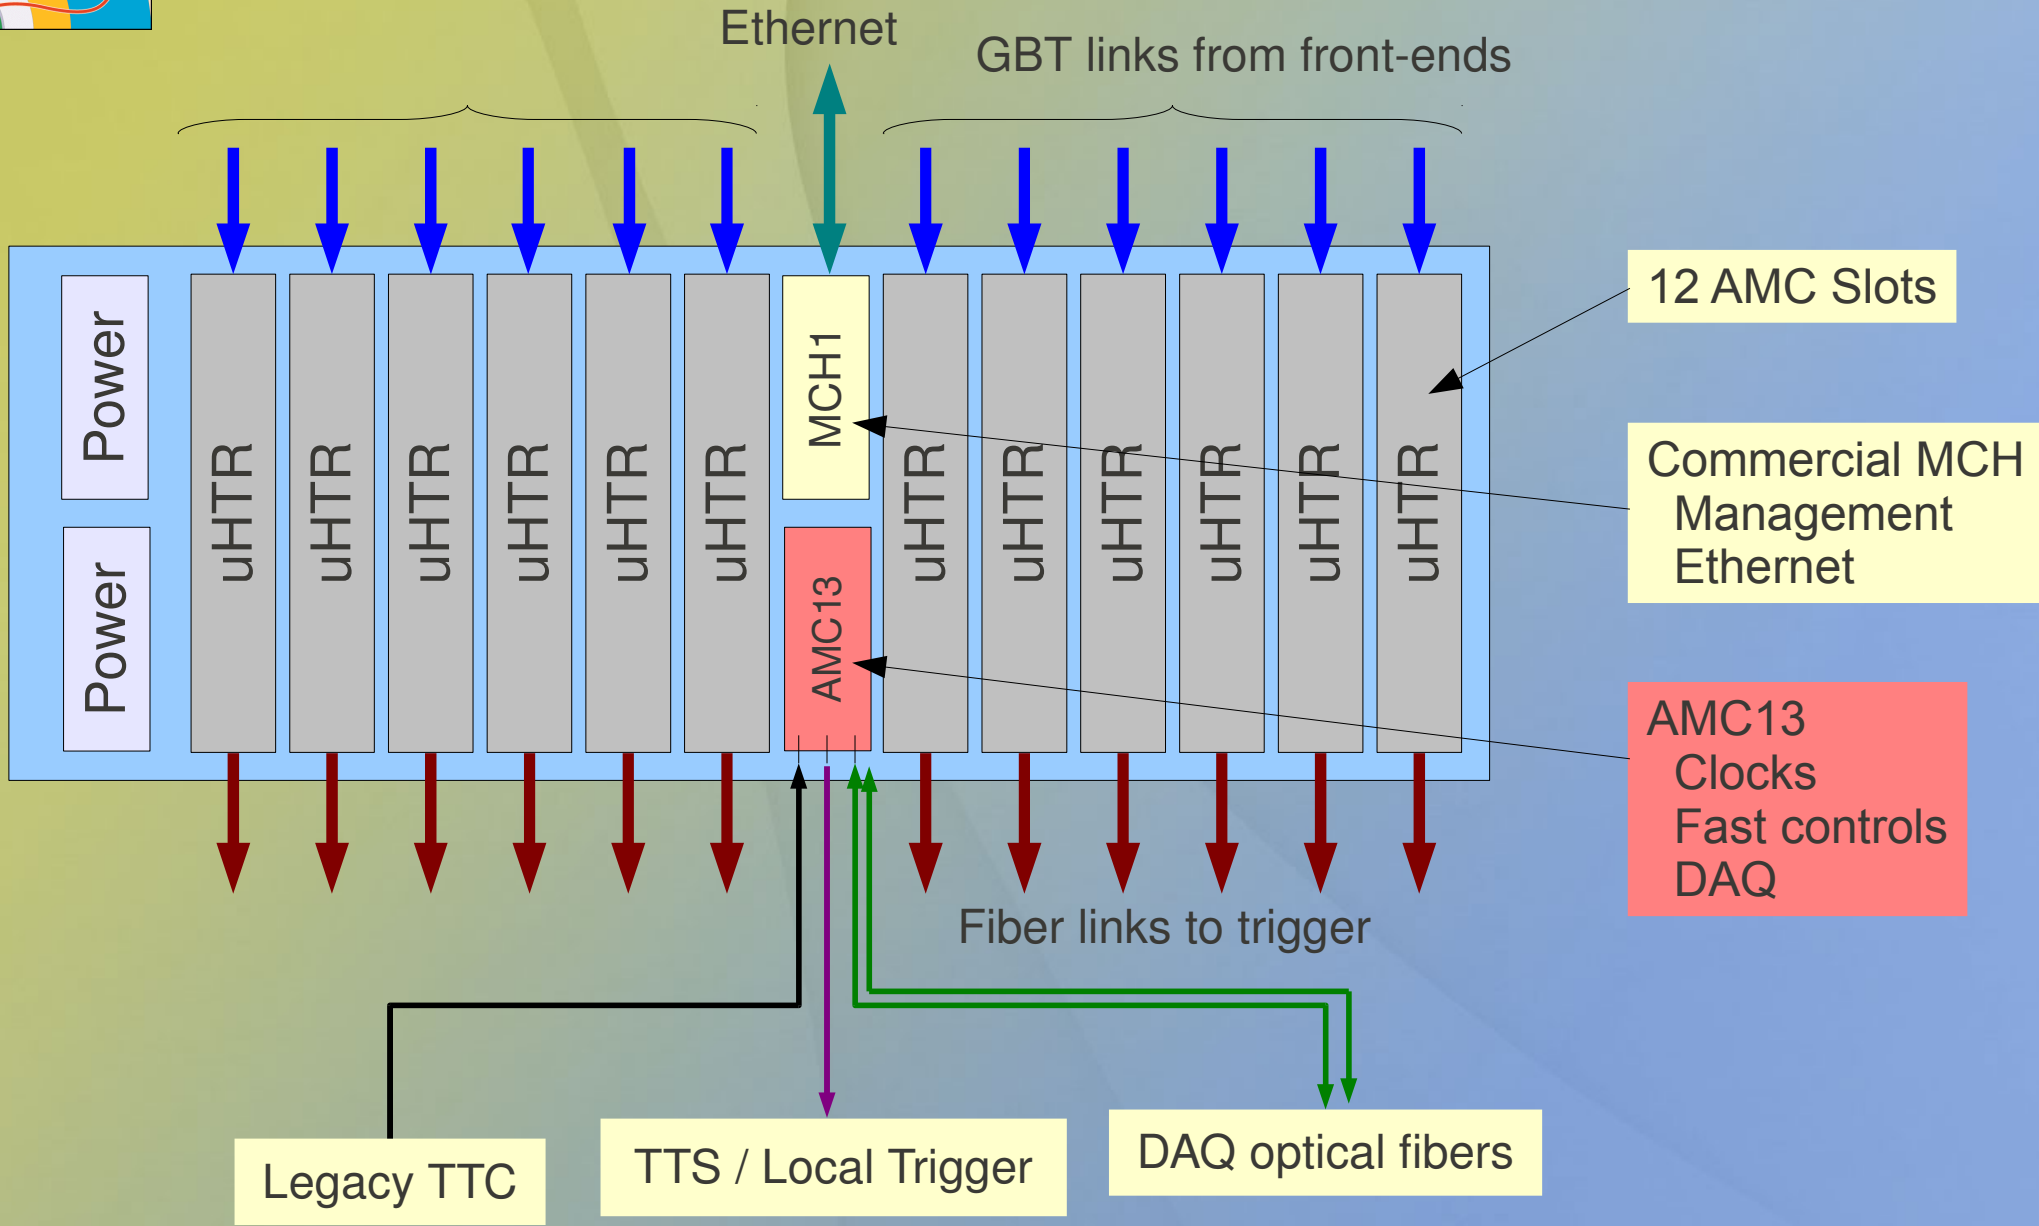 Ethernet
GBT links from front-ends
Power
Power
uHTR
uHTR
uHTR
uHTR
uHTR
uHTR
MCH1
AMC13
uHTR
uHTR
uHTR
uHTR
uHTR
uHTR
12 AMC Slots
Commercial MCH
Management
Ethernet
AMC13
Clocks
Fast controls
DAQ
Fiber links to trigger
Legacy TTC
TTS / Local Trigger
DAQ optical fibers